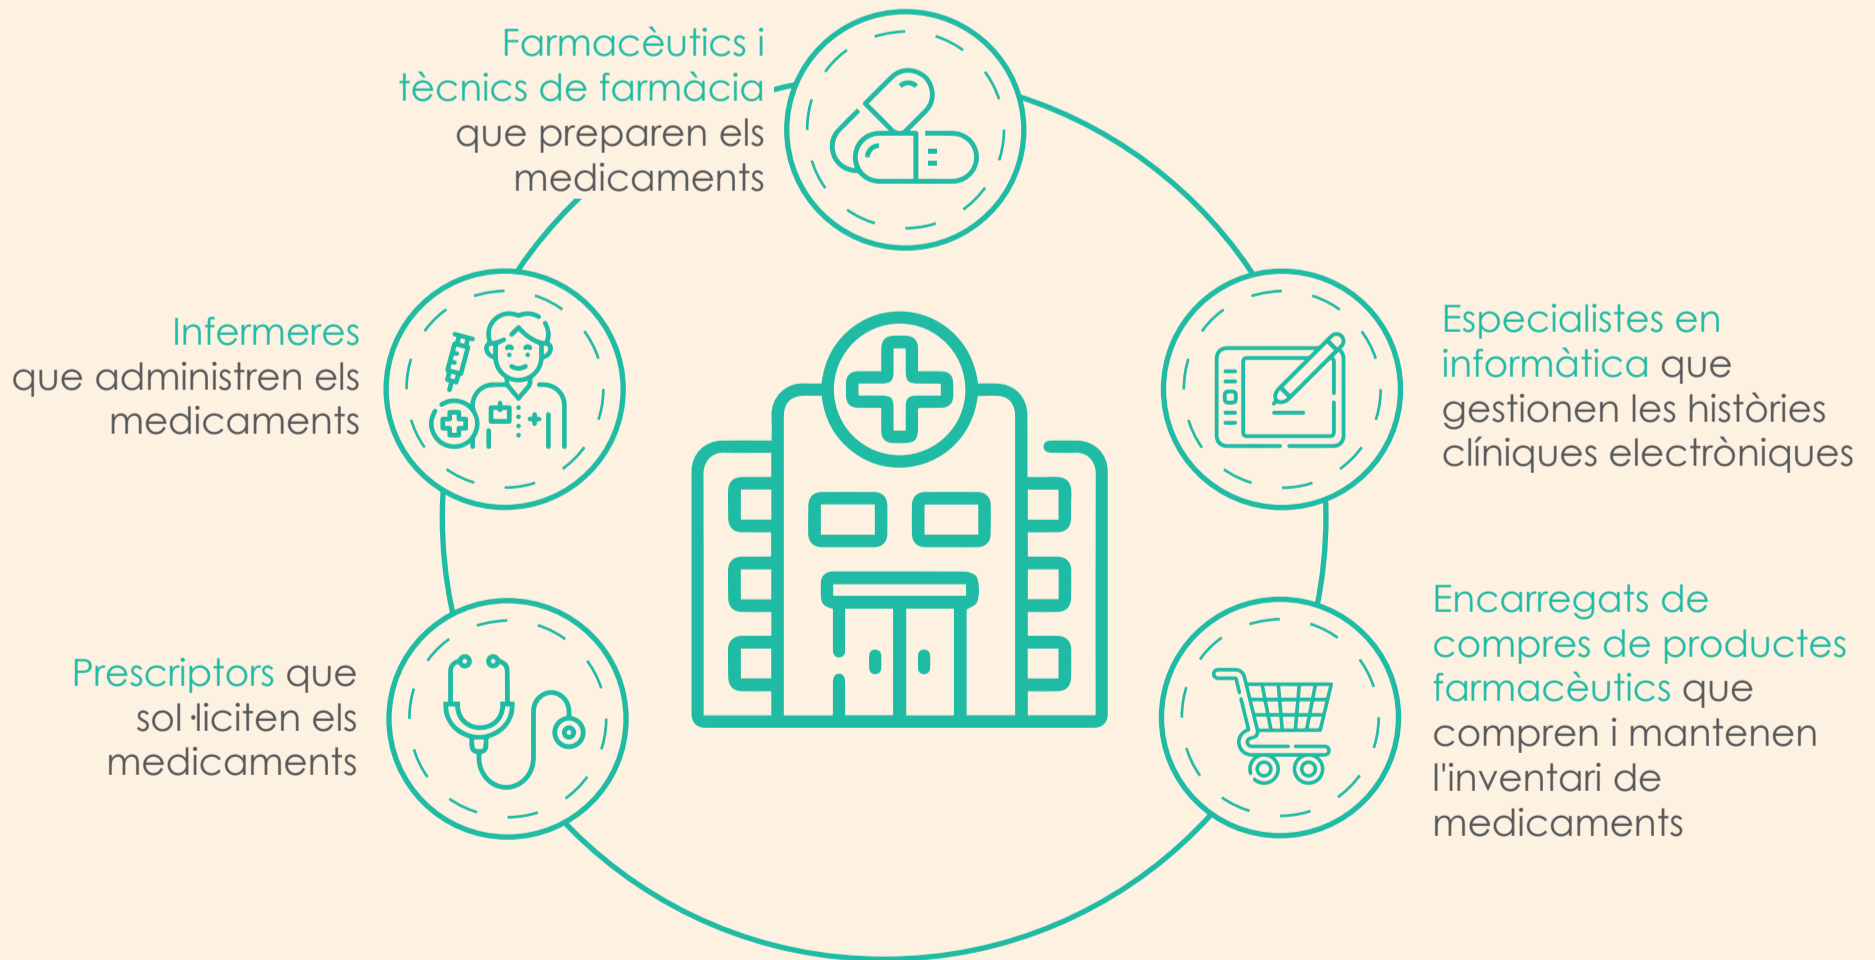 Farmacèutics i
tècnics de farmàcia
que preparen els
medicaments
Infermeres
que administren els
medicaments
Prescriptors que
sol·liciten els
medicaments
Especialistes en
informàtica que
gestionen les històries
clíniques electròniques
Encarregats de
compres de productes
farmacèutics que
compren i mantenen
l'inventari de
medicaments